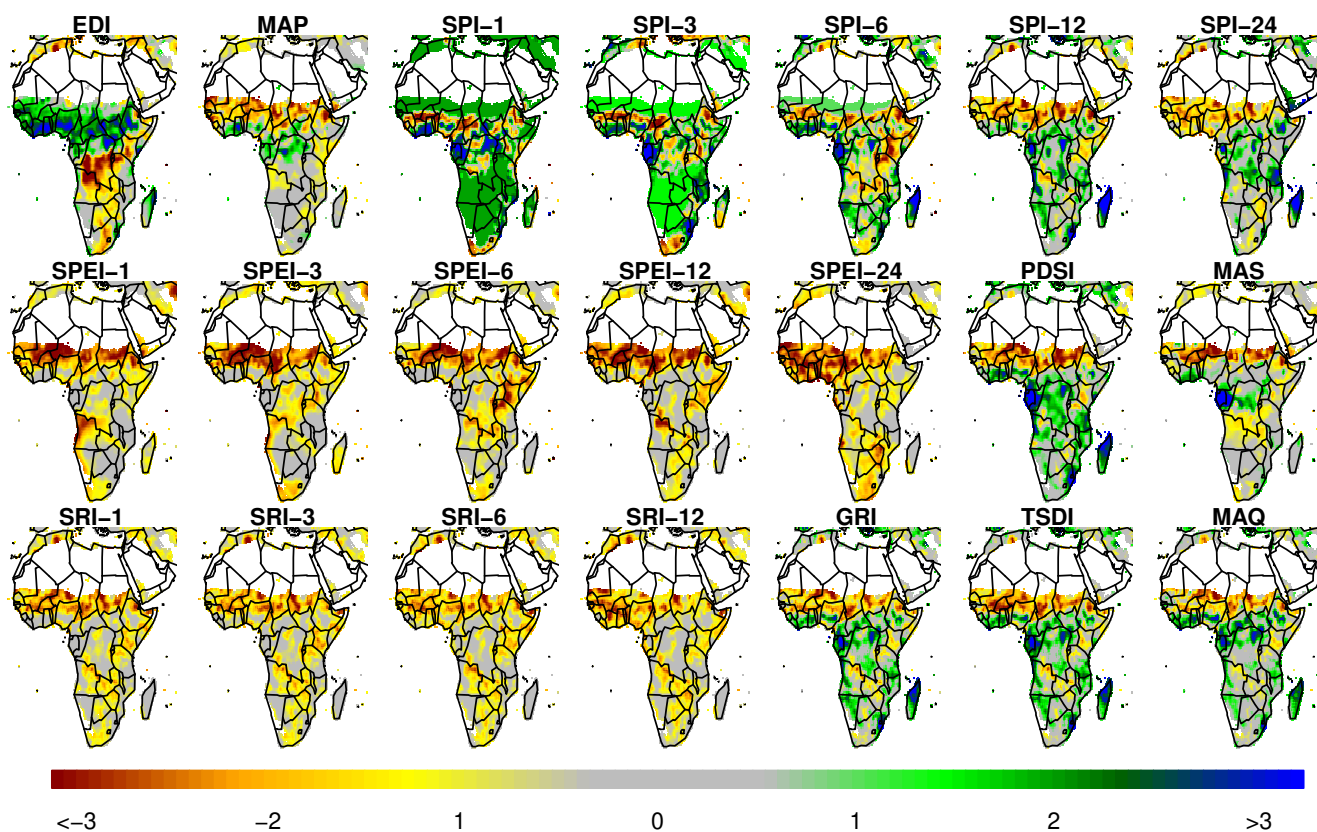 EDI MAP SPI−1 SPI−3 SPI−6 SPI−12 SPI−24
SPEI−1 SPEI−3 SPEI−6 SPEI−12 SPEI−24 PDSI MAS
SRI−1 SRI−3 SRI−6 SRI−12 GRI TSDI MAQ
<−3 −2 1 0 1 2 >3